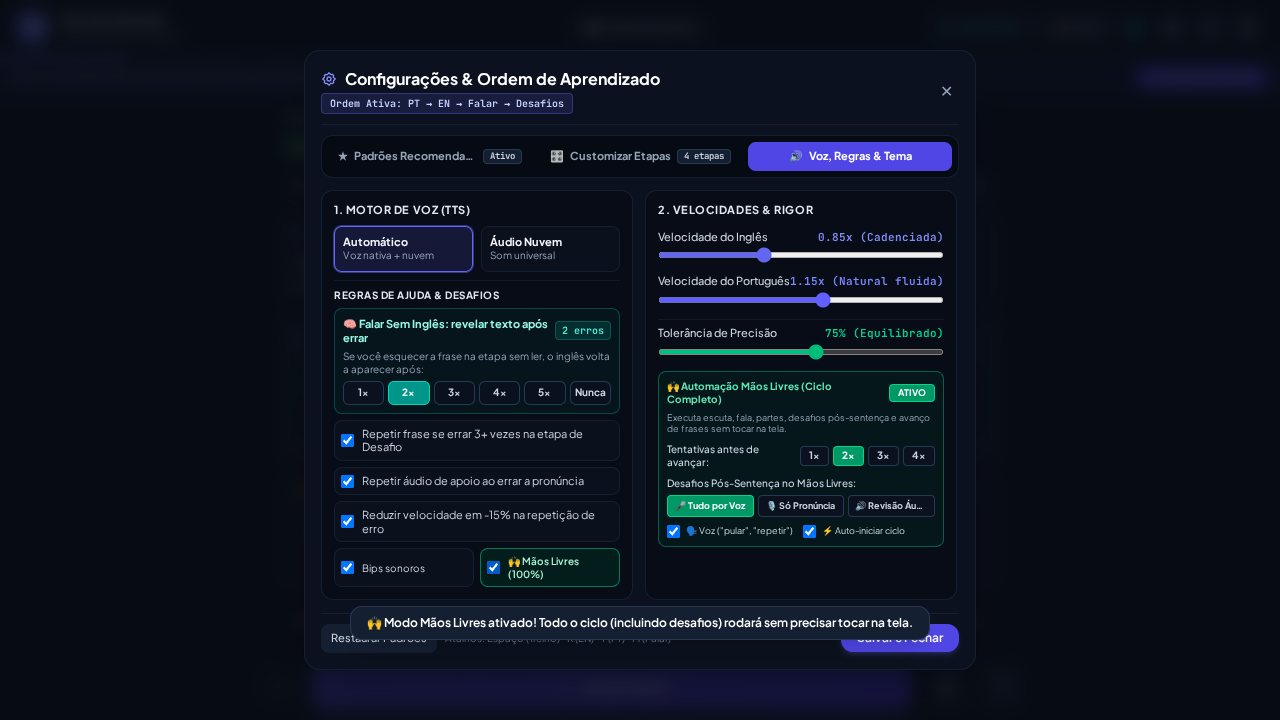 Configurações & Ordem de Aprendizado
Ordem Ativa: PT → EN → Falar → Desafios
★ Padrões Recomenda... Ativo
Customizar Etapas 4 etapas
Voz, Regras & Tema
1. MOTOR DE VOZ (TTS)
Automático
Voz nativa + nuvem
Áudio Nuvem
Som universal
REGRAS DE AJUDA & DESAFIOS
Falar Sem Inglês: revelar texto após
erro
2 erros
Se você esquecer a frase na etapa sem ler, o inglês volta
a aparecer após:
1× 2× 3× 4× 5× Nunca
Repetir frase se errar 3+ vezes na etapa de
Desafio
Repetir áudio de apoio ao errar a pronúncia
Reduzir velocidade em -15% na repetição de
erro
Bips sonoros
🙌 Mãos Livres
(100%)
2. VELOCIDADES & RIGOR
Velocidade do Inglês 0.85x (Cadenciada)
Velocidade do Português 1.15x (Natural fluida)
Tolerância de Precisão 75% (Equilibrado)
🙌 Automação Mãos Livres (Ciclo
Completo)
ATIVO
Executa escuta, fala, partes, desafios pós-sentença e avanço
de frases sem tocar na tela.
Tentativas antes de
avançar:
1× 2× 3× 4×
Desafios Pós-Sentença no Mãos Livres:
🎤 Tudo por Voz
🎙️ Só Pronúncia
🔊 Revisão Áu...
🗣️ Voz ("pular", "repetir")
⚡ Auto-iniciar ciclo
🙌 Modo Mãos Livres ativado! Todo o ciclo (incluindo desafios) rodará sem precisar tocar na tela.